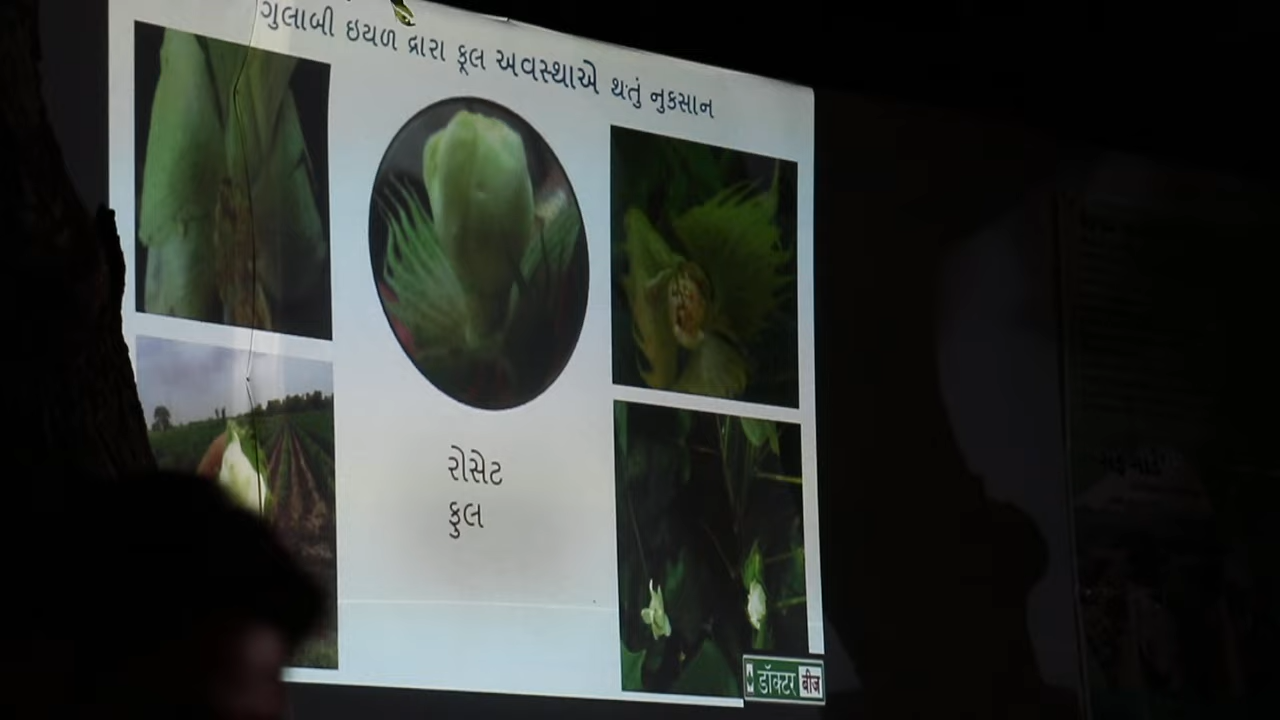 ગુલાબી ઇયળ દ્વારા ફૂલ અવસ્થાએ થતું નુકસાન
રોસેટ
ફુલ
डॉक्टर बीज